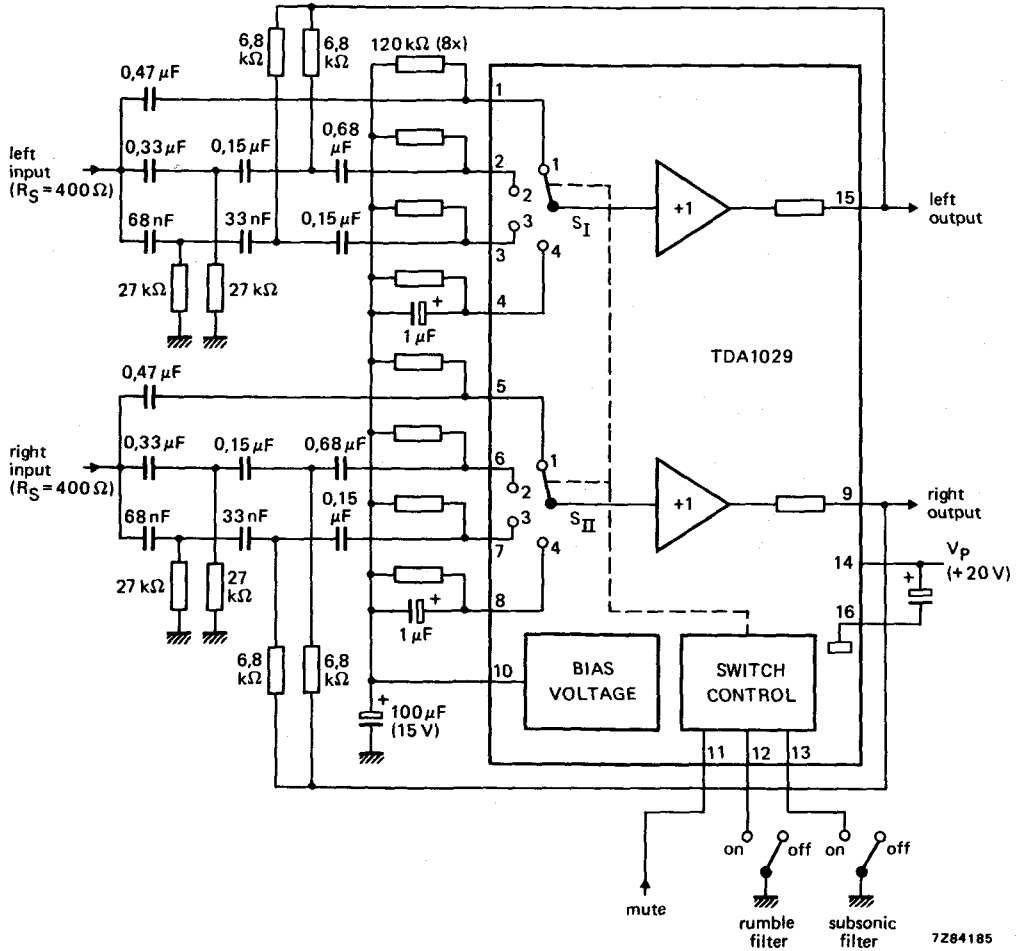 6,8
kΩ
6,8
kΩ
120 kΩ (8x)
0,47 μF
1
0,33 μF
0,15 μF
0,68
μF
left
input
(RS = 400 Ω)
2
1
2
3
SI
4
+1
15
left
output
68 nF
33 nF
0,15 μF
3
27 kΩ
27 kΩ
+
4
1 μF
TDA1029
0,47 μF
5
0,33 μF
0,15 μF
0,68 μF
right
input
(RS = 400 Ω)
6
1
2
3
SII
4
+1
9
right
output
68 nF
33 nF
0,15
μF
7
27 kΩ
27
kΩ
+
8
1 μF
14
VP
(+20 V)
+
16
6,8
kΩ
6,8
kΩ
10
BIAS
VOLTAGE
SWITCH
CONTROL
+
100 μF
(15 V)
11
12
13
on
off
on
off
mute
rumble
filter
subsonic
filter
7Z84185